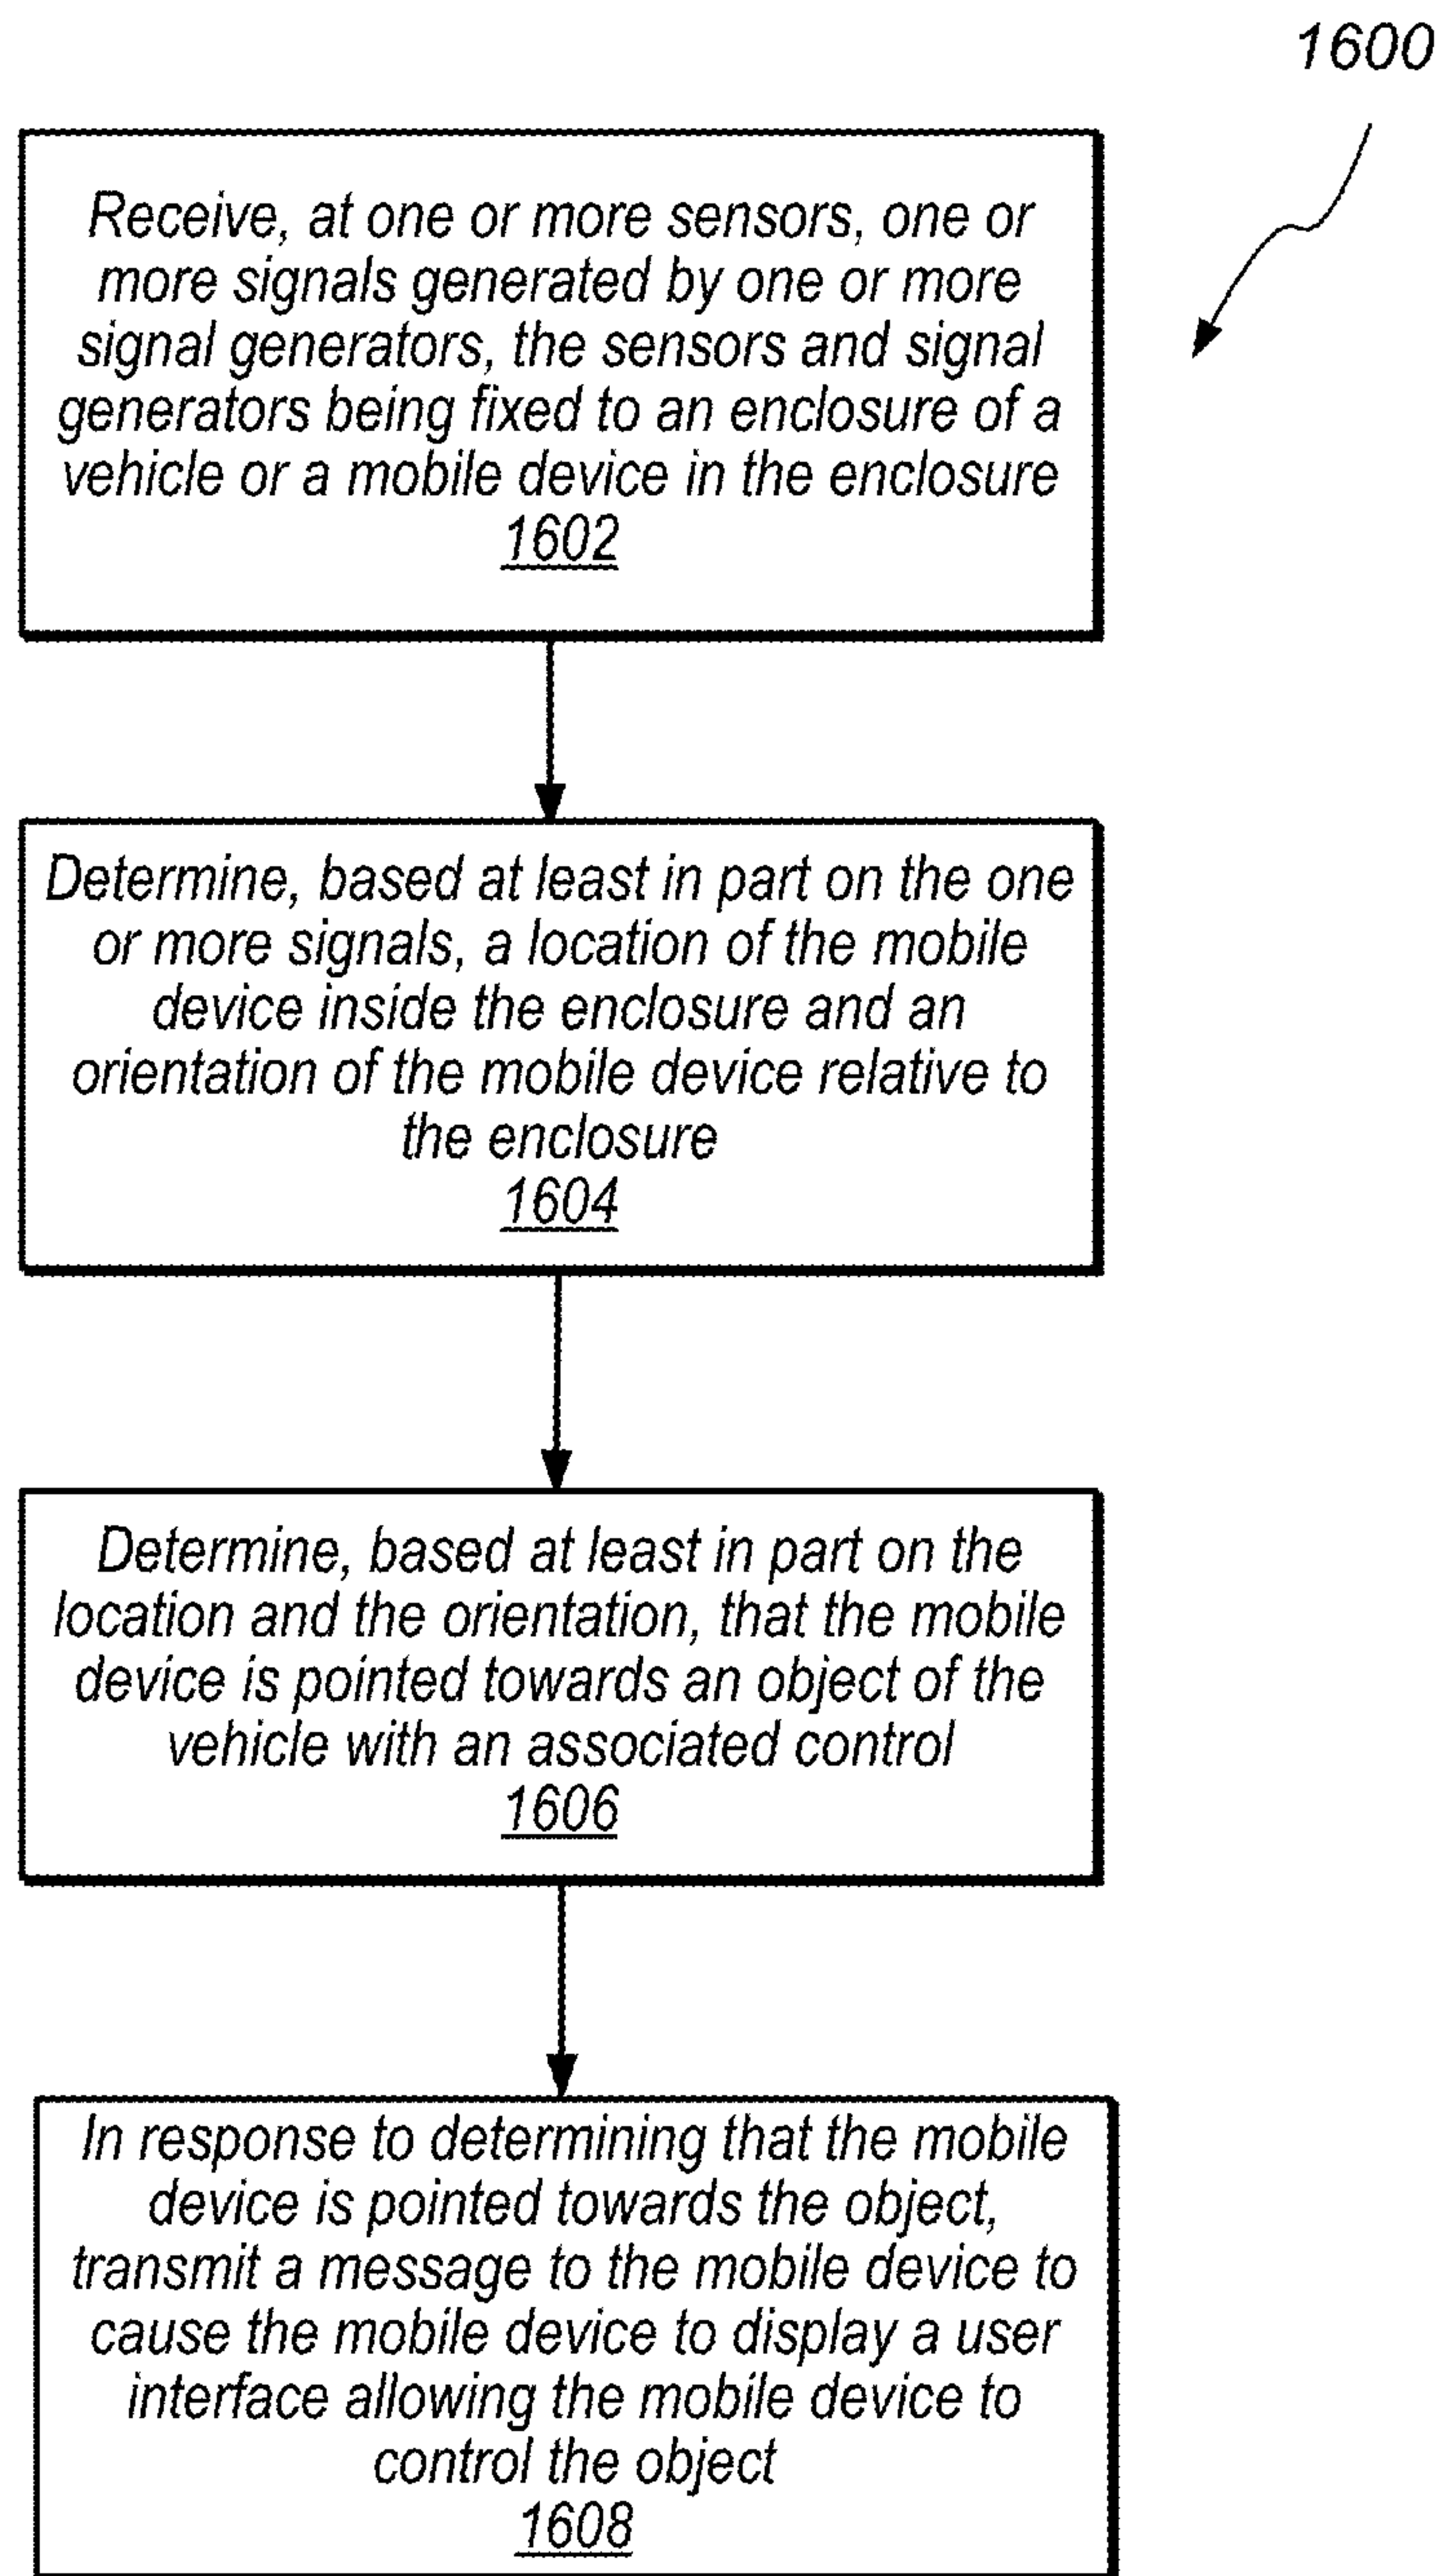 1600
Receive, at one or more sensors, one or
more signals generated by one or more
signal generators, the sensors and signal
generators being fixed to an enclosure of a
vehicle or a mobile device in the enclosure
1602
Determine, based at least in part on the one
or more signals, a location of the mobile
device inside the enclosure and an
orientation of the mobile device relative to
the enclosure
1604
Determine, based at least in part on the
location and the orientation, that the mobile
device is pointed towards an object of the
vehicle with an associated control
1606
In response to determining that the mobile
device is pointed towards the object,
transmit a message to the mobile device to
cause the mobile device to display a user
interface allowing the mobile device to
control the object
1608